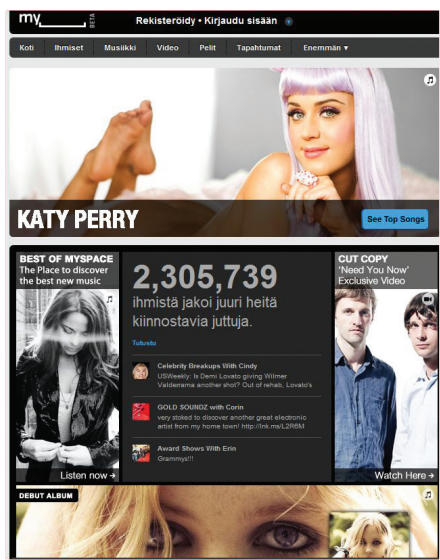 my____ BETA
Rekisteröidy • Kirjaudu sisään
Koti Ihmiset Musiikki Video Pelit Tapahtumat Enemmän ▾
KATY PERRY
See Top Songs
BEST OF MYSPACE
The Place to discover
the best new music
Listen now →
2,305,739
ihmistä jakoi juuri heitä
kiinnostavia juttuja.
Tutustu
Celebrity Breakups With Cindy
USWeekly: Is Demi Lovato giving Wilmer
Valderrama another shot? Out of rehab, Lovato's
GOLD SOUNDZ with Corin
very stoked to discover another great electronic
artist from my home town! http://lnk.ms/L2R6M
Award Shows With Erin
Grammys!!!
CUT COPY
'Need You Now'
Exclusive Video
Watch Here →
DEBUT ALBUM